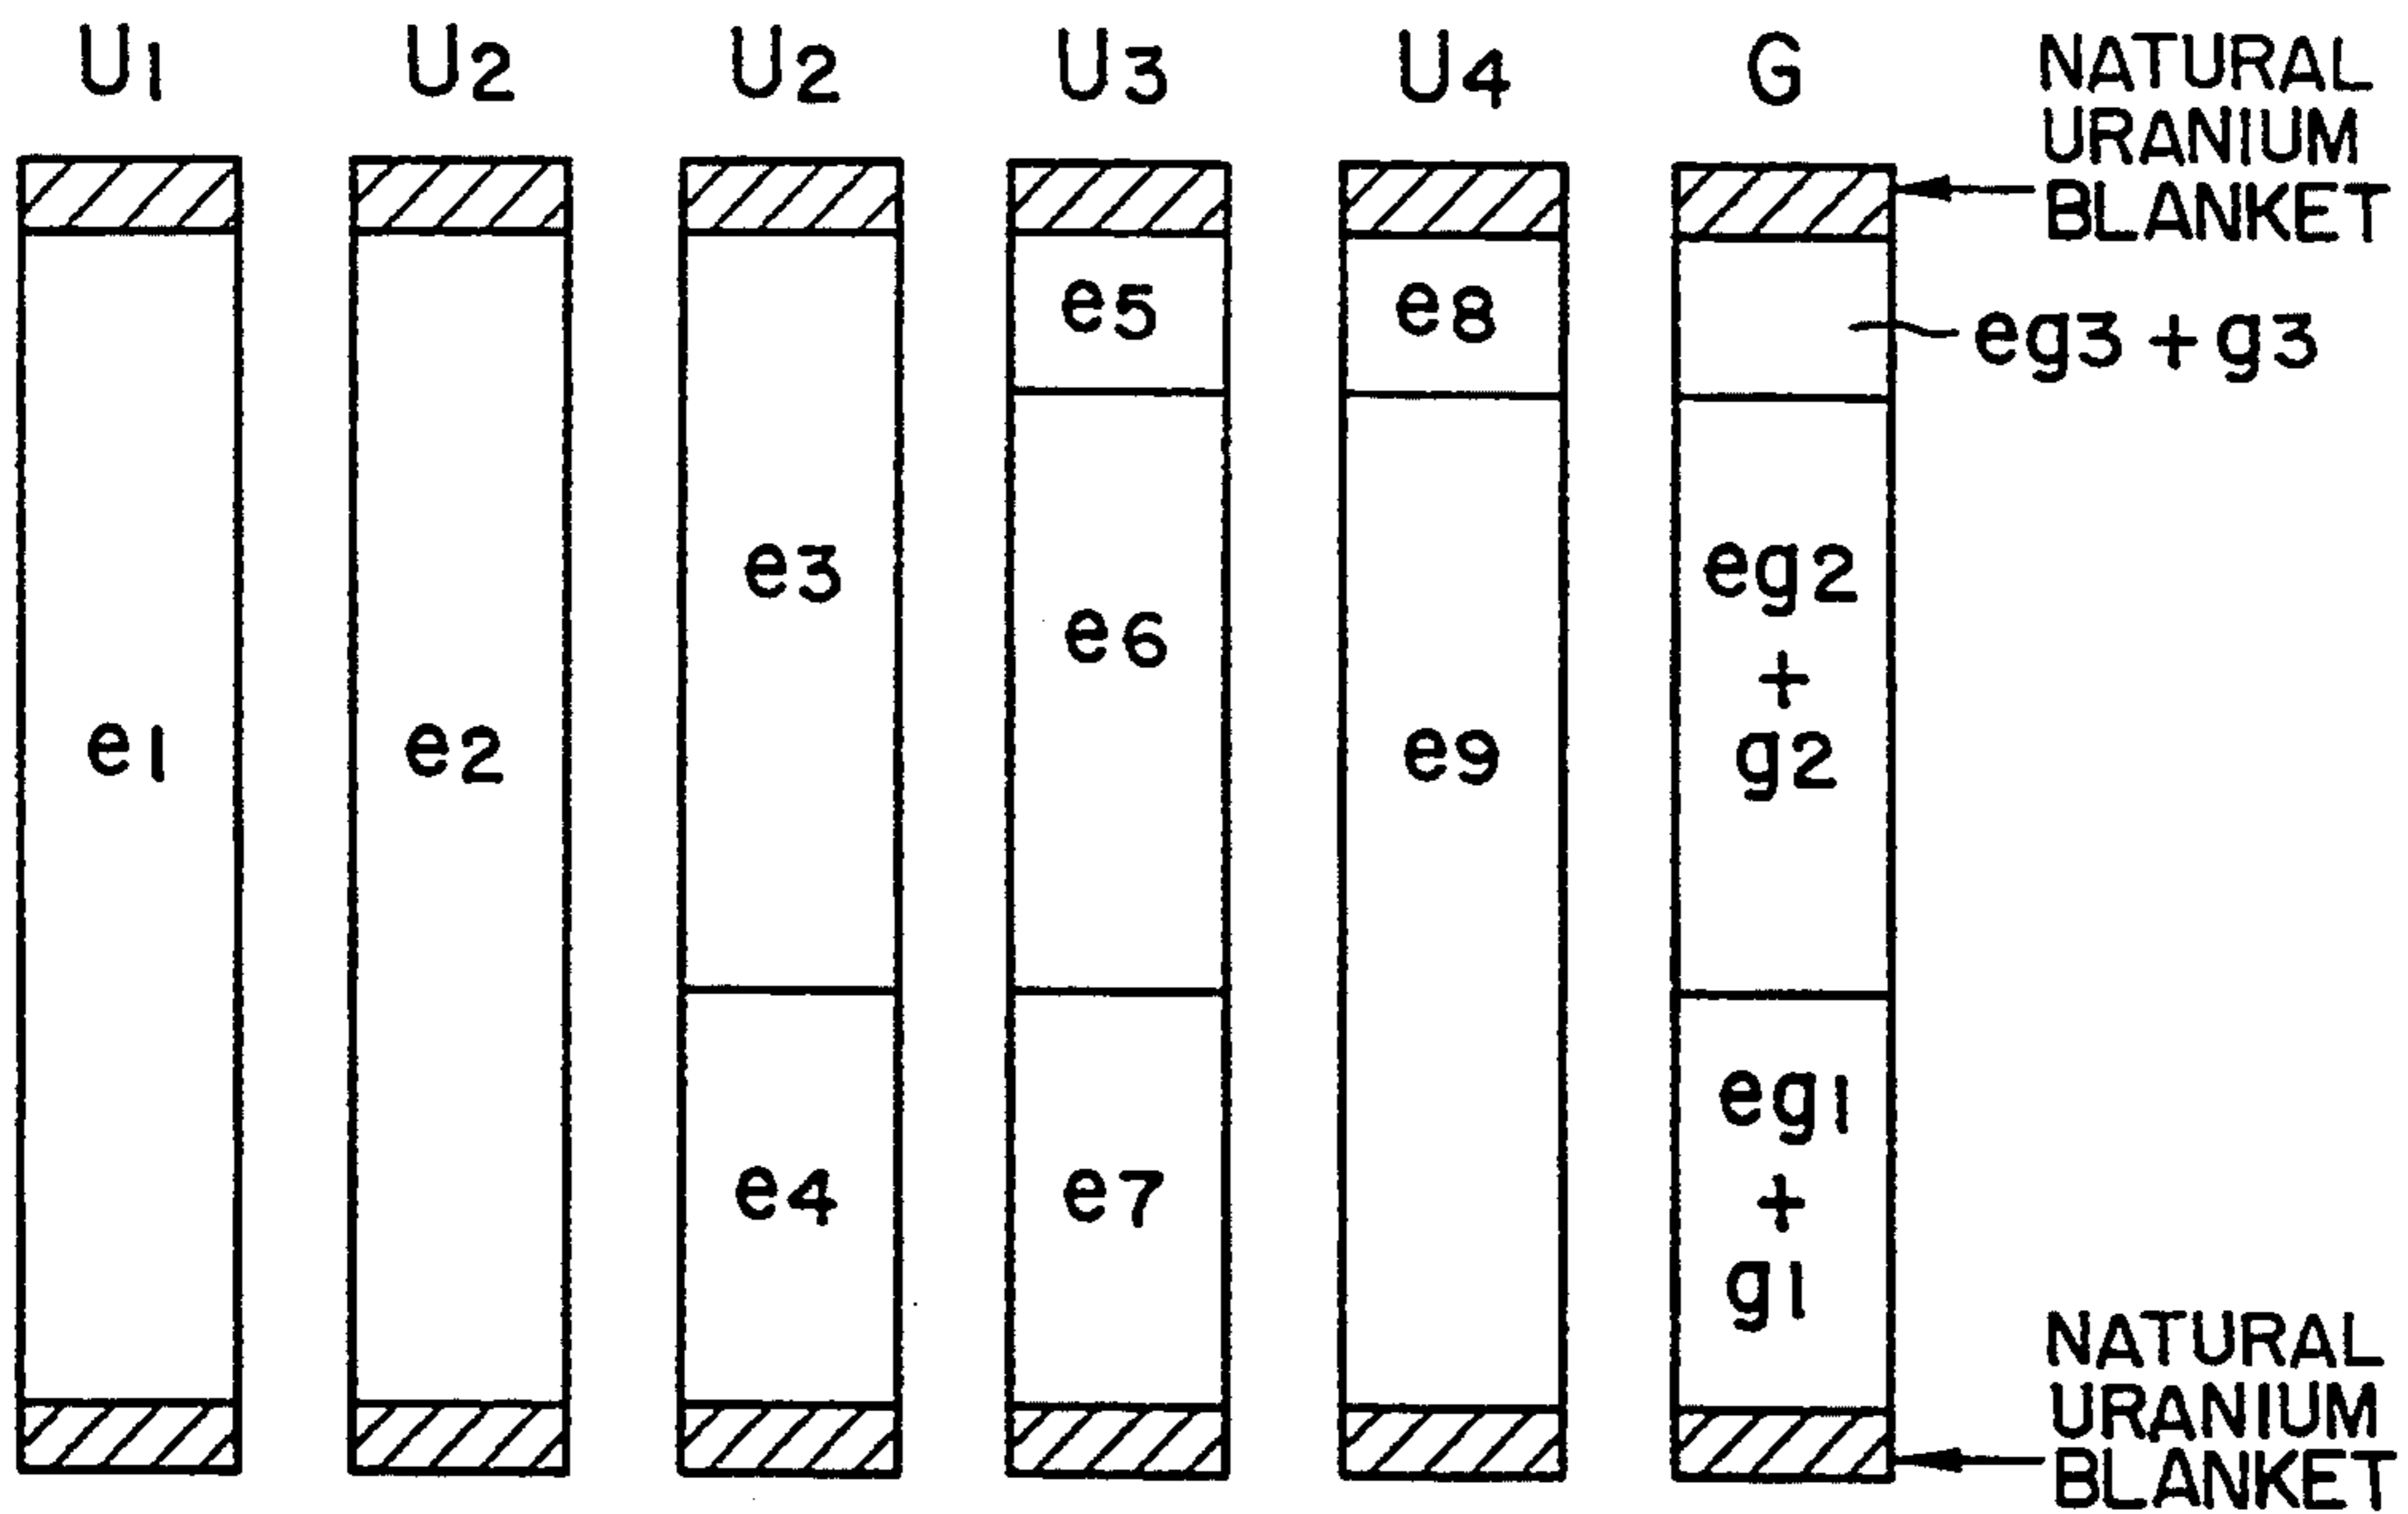 U1 U2 U2 U3 U4 G
NATURAL
URANIUM
BLANKET
e5 e8
eg3 + g3
e3 e6 eg2
+
g2
e1 e2 e9
e4 e7 eg1
+
g1
NATURAL
URANIUM
BLANKET